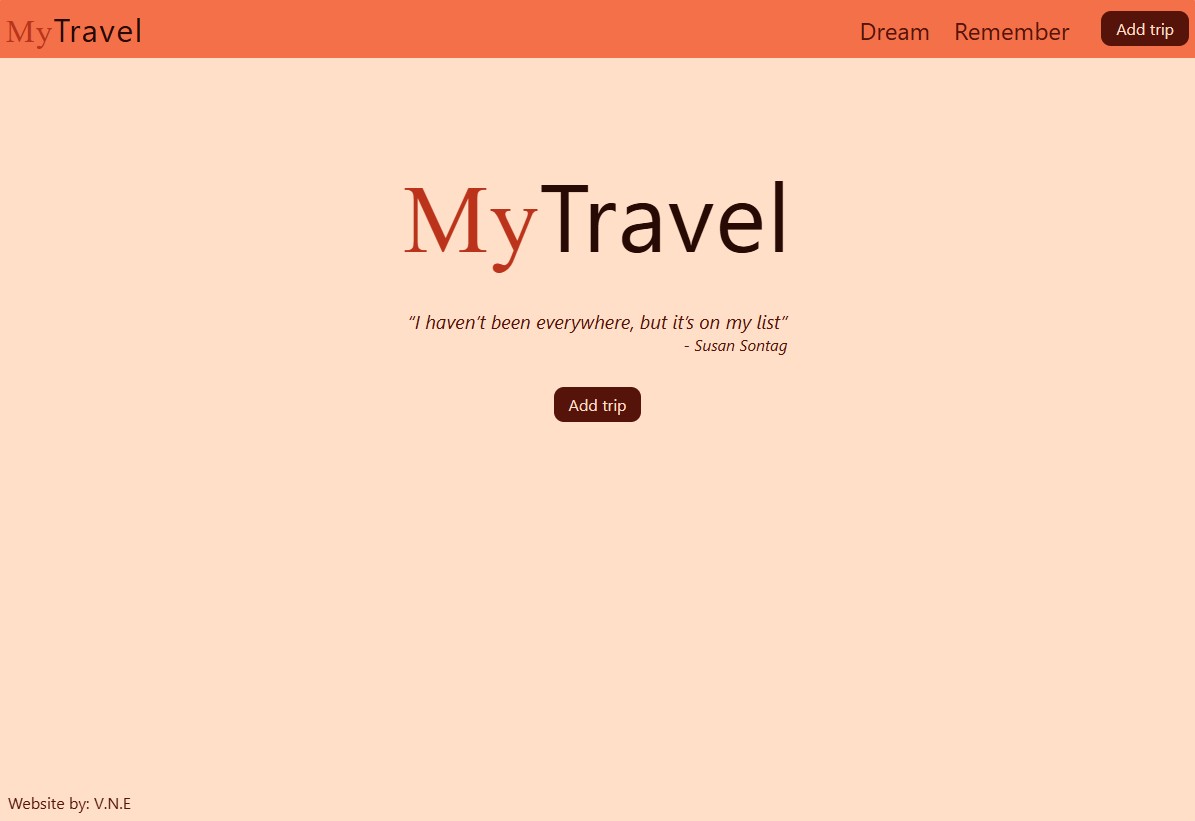 MyTravel
Dream Remember Add trip
MyTravel
“I haven’t been everywhere, but it’s on my list”
- Susan Sontag
Add trip
Website by: V.N.E